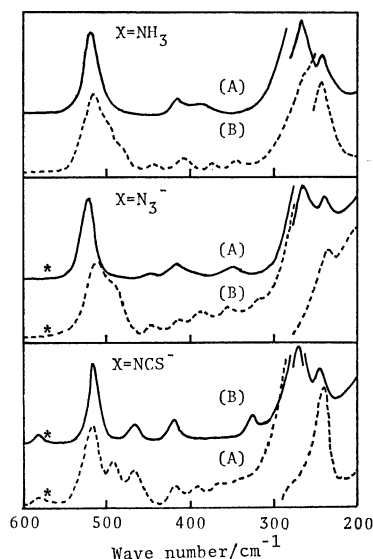 X=NH3
(A)
(B)
X=N3-
(A)
*
(B)
X=NCS-
(B)
*
(A)
*
600 500 400 300 200
Wave number/cm-1